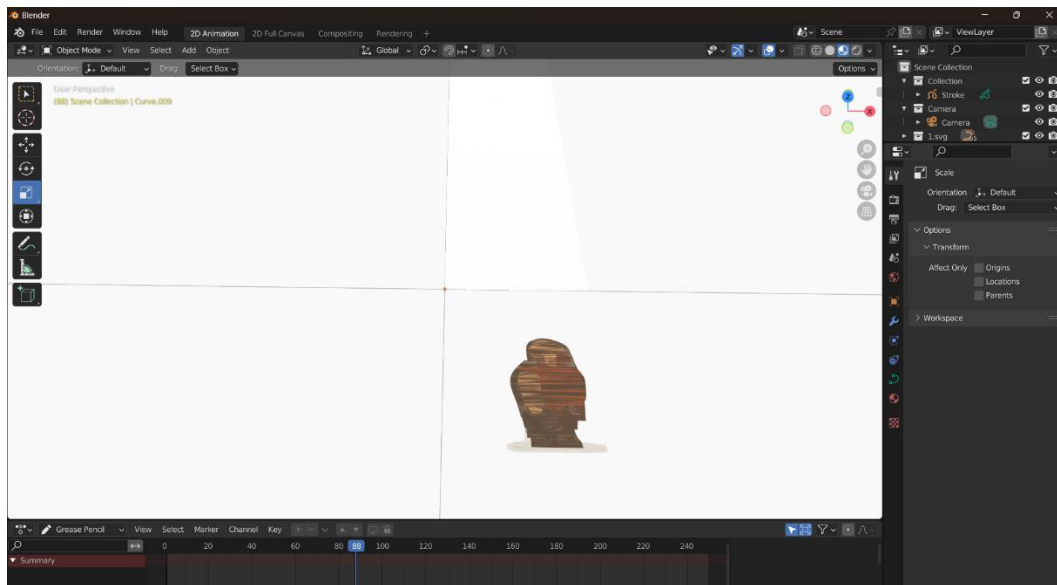 Blender
File Edit Render Window Help 2D Animation 2D Full Canvas Compositing Rendering + Scene ViewLayer
Object Mode View Select Add Object Global
Orientation: Default Drag: Select Box Options
User Perspective
(88) Scene Collection | Curve.009
Z
X
Scene Collection
Collection
Stroke
Camera
Camera
1.svg
Scale
Orientation Default
Drag: Select Box
Options
Transform
Affect Only Origins
Locations
Parents
Workspace
Grease Pencil View Select Marker Channel Key
0 20 40 60 80 88 100 120 140 160 180 200 220 240
Summary